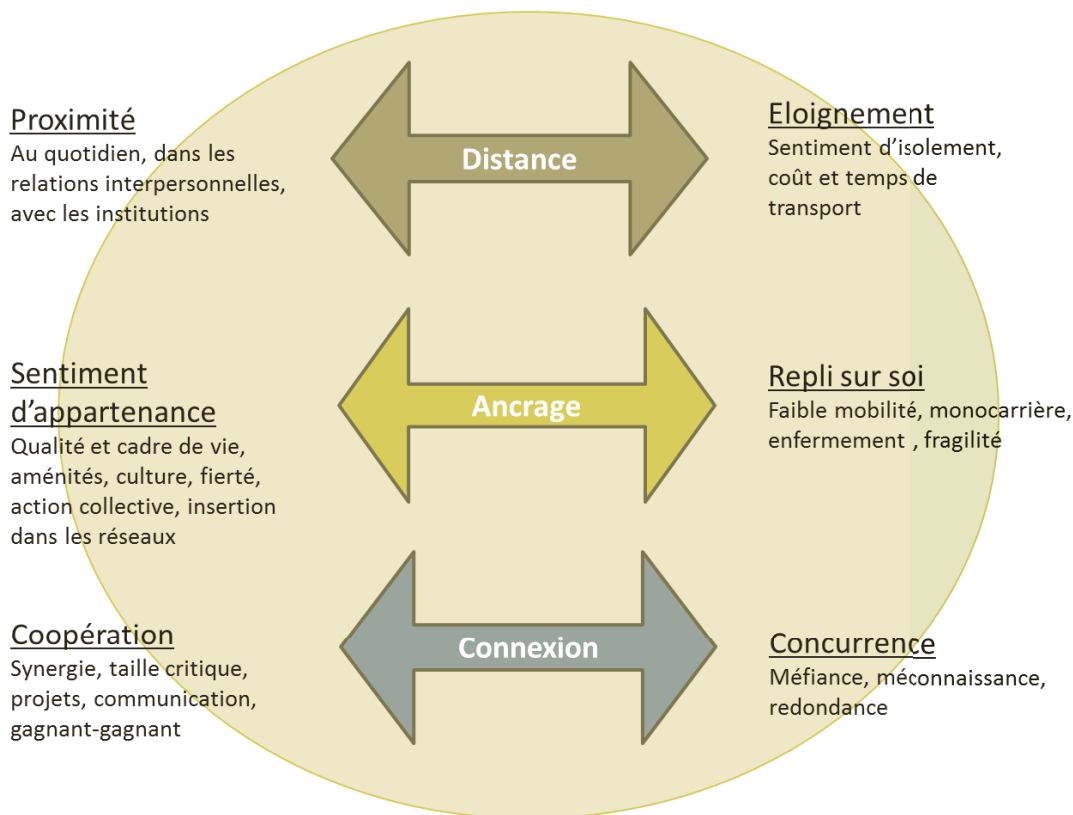 Proximité
Au quotidien, dans les
relations interpersonnelles,
avec les institutions
Distance
Eloignement
Sentiment d’isolement,
coût et temps de
transport
Sentiment
d’appartenance
Qualité et cadre de vie,
aménités, culture, fierté,
action collective, insertion
dans les réseaux
Ancrage
Repli sur soi
Faible mobilité, monocarrière,
enfermement , fragilité
Coopération
Synergie, taille critique,
projets, communication,
gagnant-gagnant
Connexion
Concurrence
Méfiance, méconnaissance,
redondance